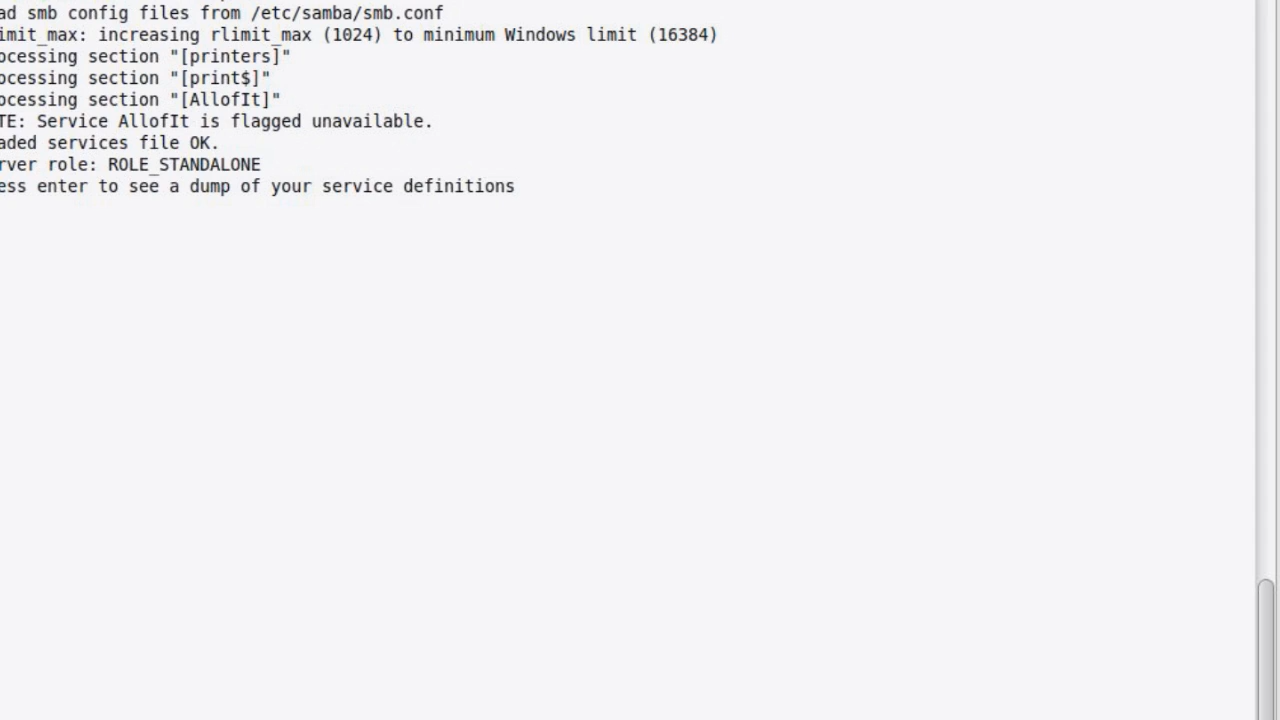 ad smb config files from /etc/samba/smb.conf
imit_max: increasing rlimit_max (1024) to minimum Windows limit (16384)
ocessing section "[printers]"
ocessing section "[print$]"
ocessing section "[AllofIt]"
TE: Service AllofIt is flagged unavailable.
aded services file OK.
rver role: ROLE_STANDALONE
ess enter to see a dump of your service definitions